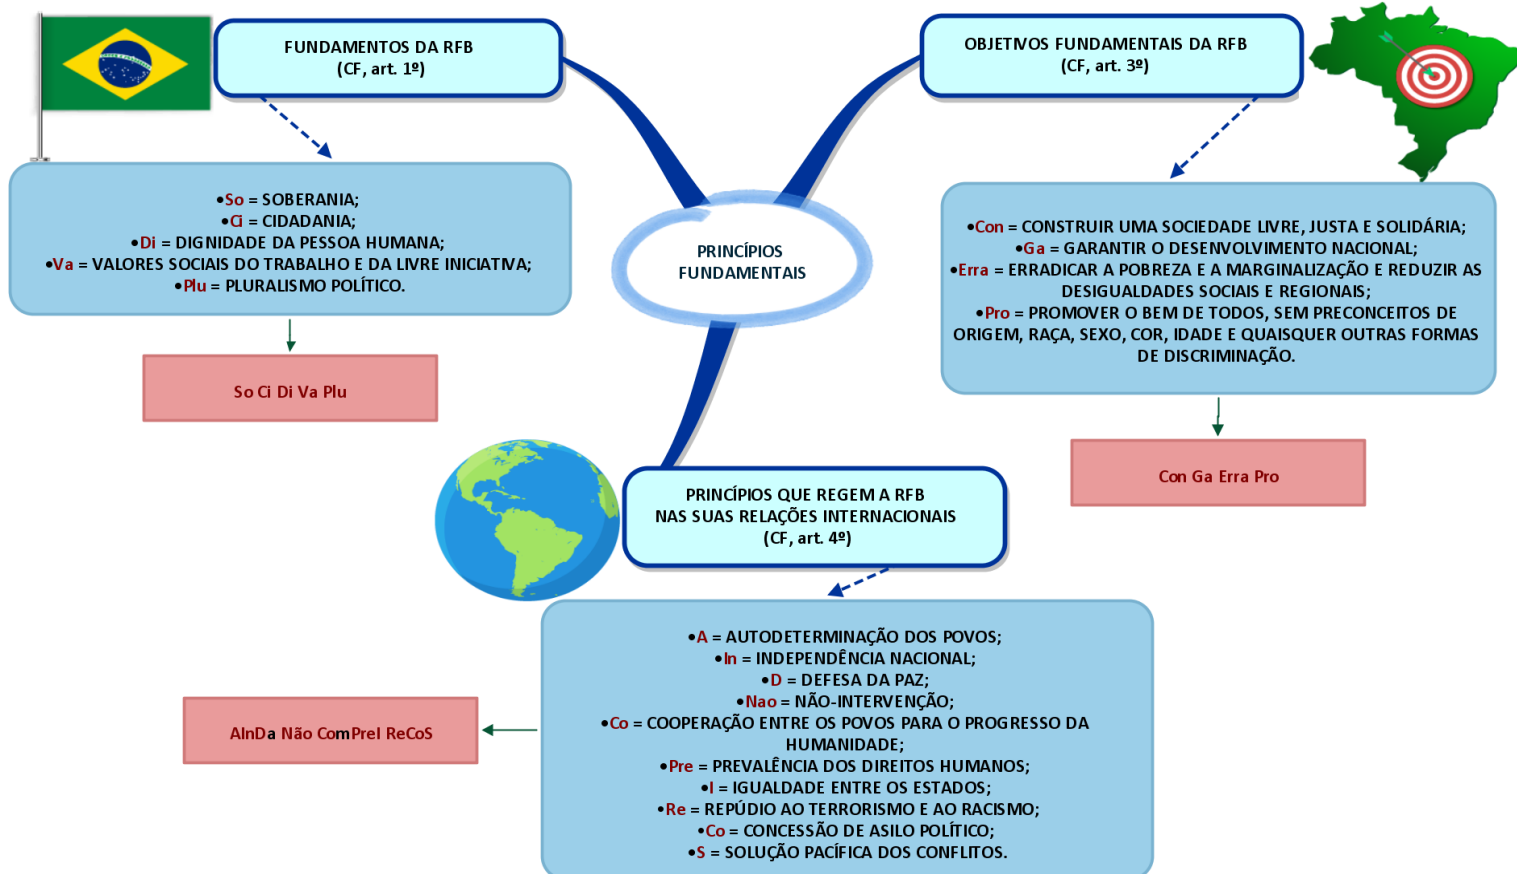 FUNDAMENTOS DA RFB
(CF, art. 1º)
OBJETIVOS FUNDAMENTAIS DA RFB
(CF, art. 3º)
•So = SOBERANIA;
•Ci = CIDADANIA;
•Di = DIGNIDADE DA PESSOA HUMANA;
•Va = VALORES SOCIAIS DO TRABALHO E DA LIVRE INICIATIVA;
•Plu = PLURALISMO POLÍTICO.
So Ci Di Va Plu
PRINCÍPIOS
FUNDAMENTAIS
•Con = CONSTRUIR UMA SOCIEDADE LIVRE, JUSTA E SOLIDÁRIA;
•Ga = GARANTIR O DESENVOLVIMENTO NACIONAL;
•Erra = ERRADICAR A POBREZA E A MARGINALIZAÇÃO E REDUZIR AS
DESIGUALDADES SOCIAIS E REGIONAIS;
•Pro = PROMOVER O BEM DE TODOS, SEM PRECONCEITOS DE
ORIGEM, RAÇA, SEXO, COR, IDADE E QUAISQUER OUTRAS FORMAS
DE DISCRIMINAÇÃO.
Con Ga Erra Pro
PRINCÍPIOS QUE REGEM A RFB
NAS SUAS RELAÇÕES INTERNACIONAIS
(CF, art. 4º)
•A = AUTODETERMINAÇÃO DOS POVOS;
•In = INDEPENDÊNCIA NACIONAL;
•D = DEFESA DA PAZ;
•Nao = NÃO-INTERVENÇÃO;
•Co = COOPERAÇÃO ENTRE OS POVOS PARA O PROGRESSO DA
HUMANIDADE;
•Pre = PREVALÊNCIA DOS DIREITOS HUMANOS;
•I = IGUALDADE ENTRE OS ESTADOS;
•Re = REPÚDIO AO TERRORISMO E AO RACISMO;
•Co = CONCESSÃO DE ASILO POLÍTICO;
•S = SOLUÇÃO PACÍFICA DOS CONFLITOS.
AInDa Não ComPreI ReCoS